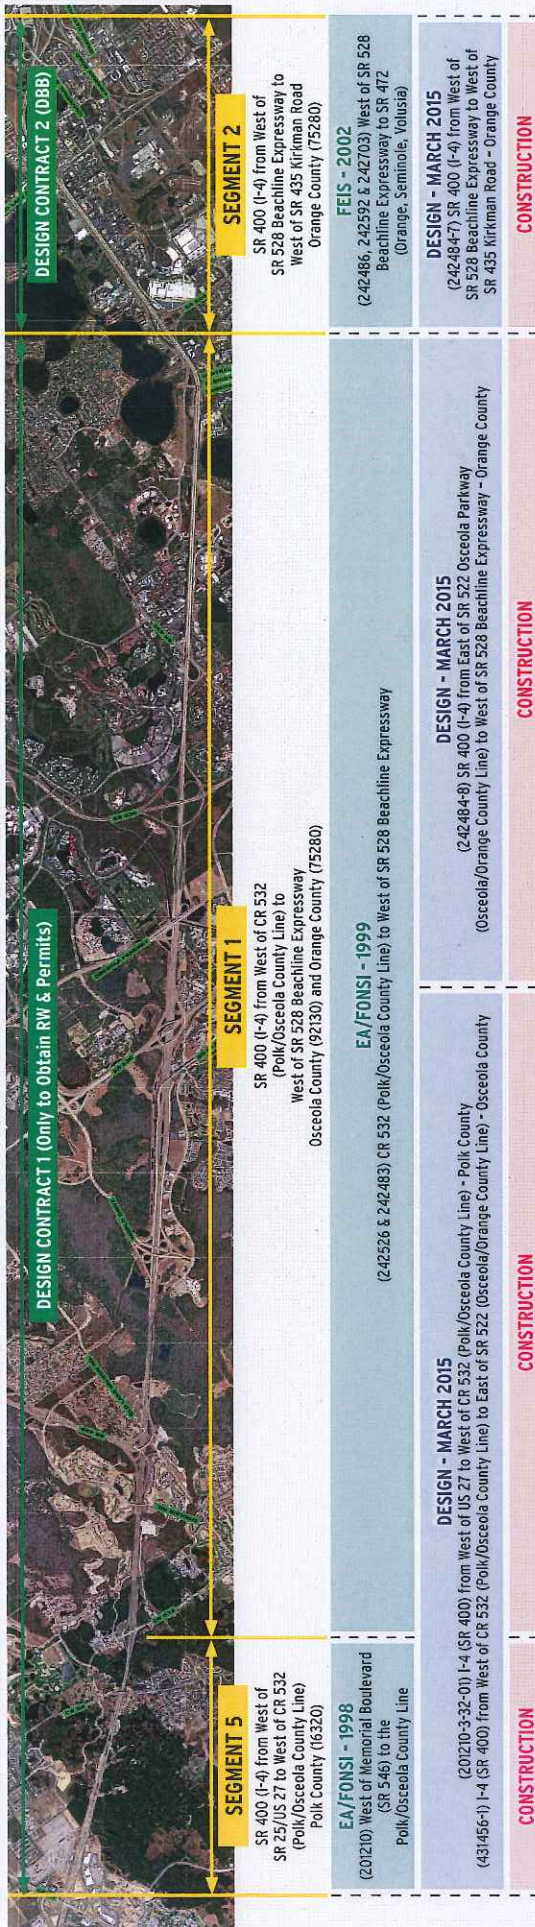 DESIGN CONTRACT 1 (Only to Obtain RW & Permits)
DESIGN CONTRACT 2 (DBB)
SEGMENT 5
SR 400 (I-4) from West of
SR 25/US 27 to West of CR 532
(Polk/Osceola County Line)
Polk County (16320)
SEGMENT 1
SR 400 (I-4) from West of CR 532
(Polk/Osceola County Line) to
West of SR 528 Beachline Expressway
Osceola County (92130) and Orange County (75280)
SEGMENT 2
SR 400 (I-4) from West of
SR 528 Beachline Expressway to
West of SR 435 Kirkman Road
Orange County (75280)
EA/FONSI - 1998
(201210) West of Memorial Boulevard
(SR 546) to the
Polk/Osceola County Line
EA/FONSI - 1999
(242526 & 242483) CR 532 (Polk/Osceola County Line) to West of SR 528 Beachline Expressway
FEIS - 2002
(242486, 242592 & 242703) West of SR 528
Beachline Expressway to SR 472
(Orange, Seminole, Volusia)
DESIGN - MARCH 2015
(201210-3-32-01) I-4 (SR 400) from West of US 27 to West of CR 532 (Polk/Osceola County Line) - Polk County
(431456-1) I-4 (SR 400) from West of CR 532 (Polk/Osceola County Line) to East of SR 522 (Osceola/Orange County Line) - Osceola County
DESIGN - MARCH 2015
(242484-8) SR 400 (I-4) from East of SR 522 Osceola Parkway
(Osceola/Orange County Line) to West of SR 528 Beachline Expressway - Orange County
DESIGN - MARCH 2015
(242484-7) SR 400 (I-4) from West of
SR 528 Beachline Expressway to West of
SR 435 Kirkman Road - Orange County
CONSTRUCTION
CONSTRUCTION
CONSTRUCTION
CONSTRUCTION